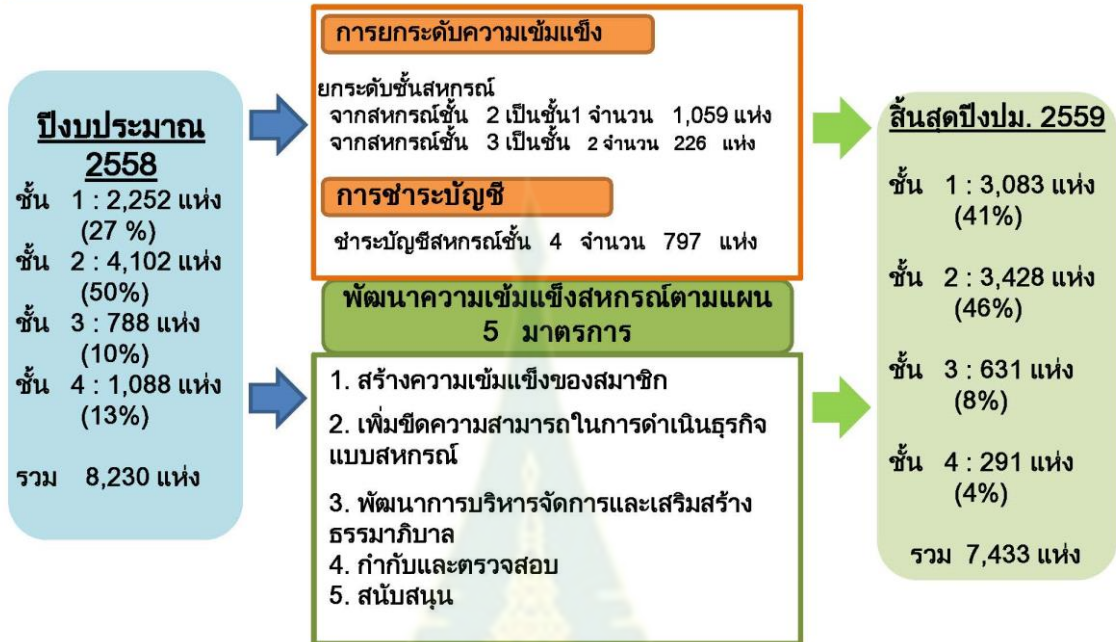 ปีงบประมาณ
2558
ชั้น 1 : 2,252 แห่ง
(27 %)
ชั้น 2 : 4,102 แห่ง
(50%)
ชั้น 3 : 788 แห่ง
(10%)
ชั้น 4 : 1,088 แห่ง
(13%)
รวม 8,230 แห่ง
การยกระดับความเข้มแข็ง
ยกระดับชั้นสหกรณ์
จากสหกรณ์ชั้น 2 เป็นชั้น1 จำนวน 1,059 แห่ง
จากสหกรณ์ชั้น 3 เป็นชั้น 2 จำนวน 226 แห่ง
การชำระบัญชี
ชำระบัญชีสหกรณ์ชั้น 4 จำนวน 797 แห่ง
พัฒนาความเข้มแข็งสหกรณ์ตามแผน
5 มาตรการ
1. สร้างความเข้มแข็งของสมาชิก
2. เพิ่มขีดความสามารถในการดำเนินธุรกิจ
แบบสหกรณ์
3. พัฒนาการบริหารจัดการและเสริมสร้าง
ธรรมาภิบาล
4. กำกับและตรวจสอบ
5. สนับสนุน
สิ้นสุดปีงปม. 2559
ชั้น 1 : 3,083 แห่ง
(41%)
ชั้น 2 : 3,428 แห่ง
(46%)
ชั้น 3 : 631 แห่ง
(8%)
ชั้น 4 : 291 แห่ง
(4%)
รวม 7,433 แห่ง